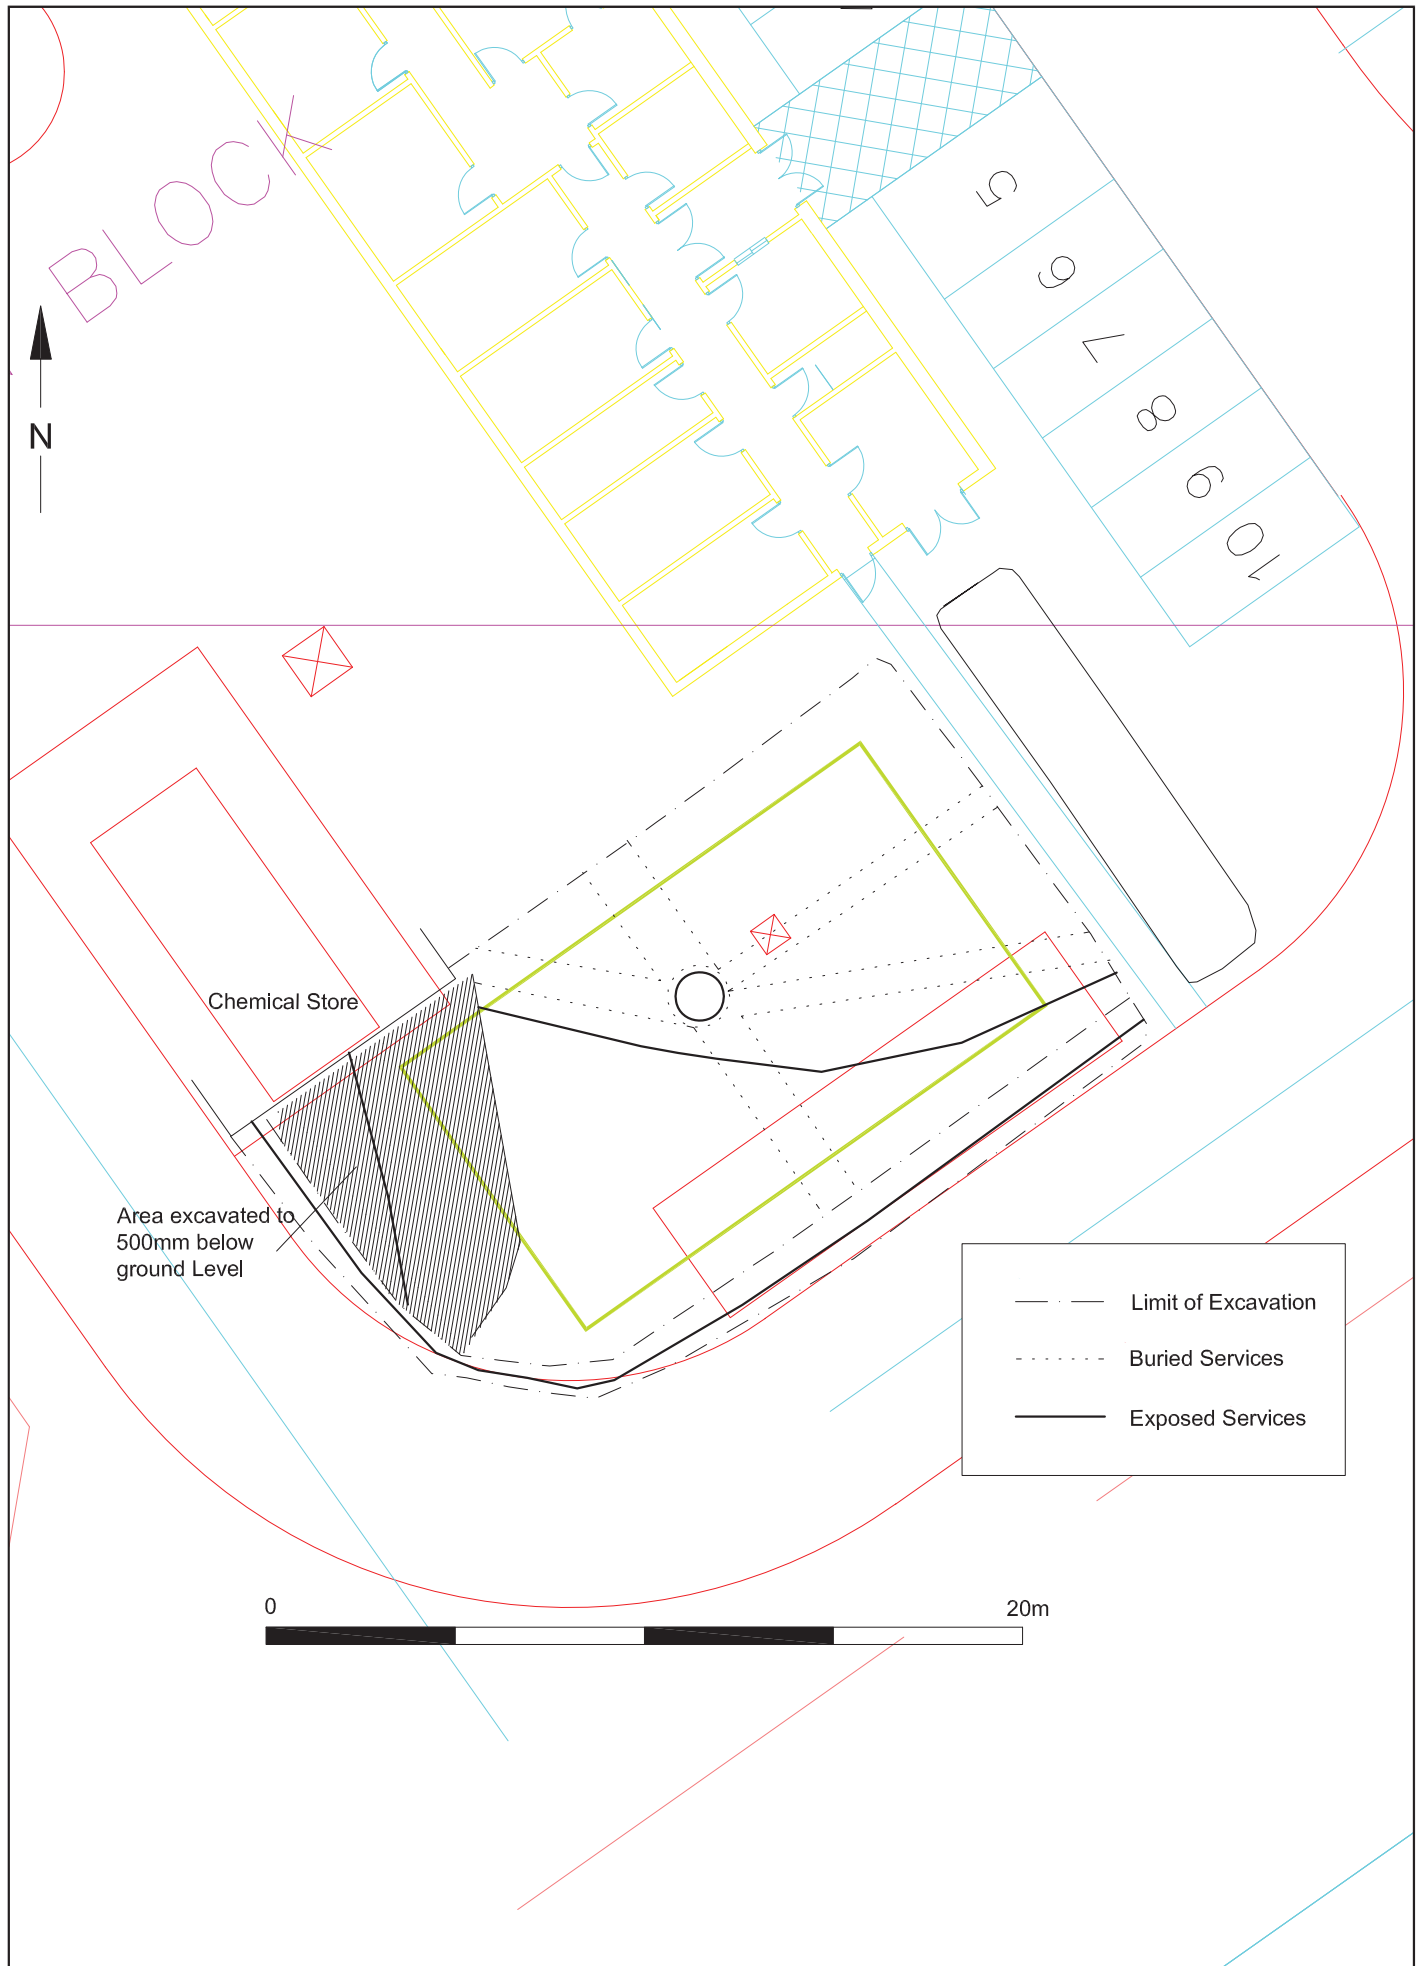 BLOCK
5
6
7
8
9
10
N
Chemical Store
Area excavated to
500mm below
ground Level
Limit of Excavation
Buried Services
Exposed Services
0
20m